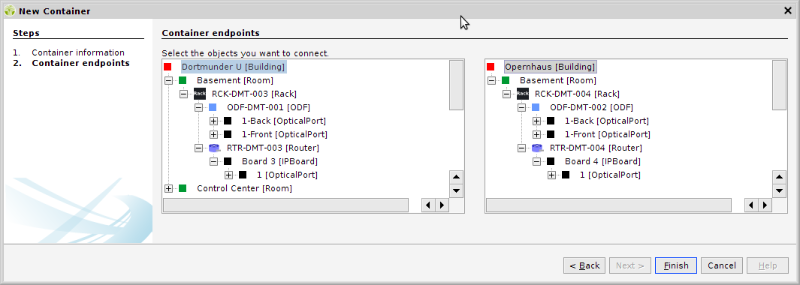 New Container
Steps
1. Container information
2. Container endpoints
Container endpoints
Select the objects you want to connect.
Dortmunder U [Building]
Basement [Room]
Rack RCK-DMT-003 [Rack]
ODF-DMT-001 [ODF]
1-Back [OpticalPort]
1-Front [OpticalPort]
RTR-DMT-003 [Router]
Board 3 [IPBoard]
1 [OpticalPort]
Control Center [Room]
Opernhaus [Building]
Basement [Room]
Rack RCK-DMT-004 [Rack]
ODF-DMT-002 [ODF]
1-Back [OpticalPort]
1-Front [OpticalPort]
RTR-DMT-004 [Router]
Board 4 [IPBoard]
1 [OpticalPort]
< Back Next > Finish Cancel Help